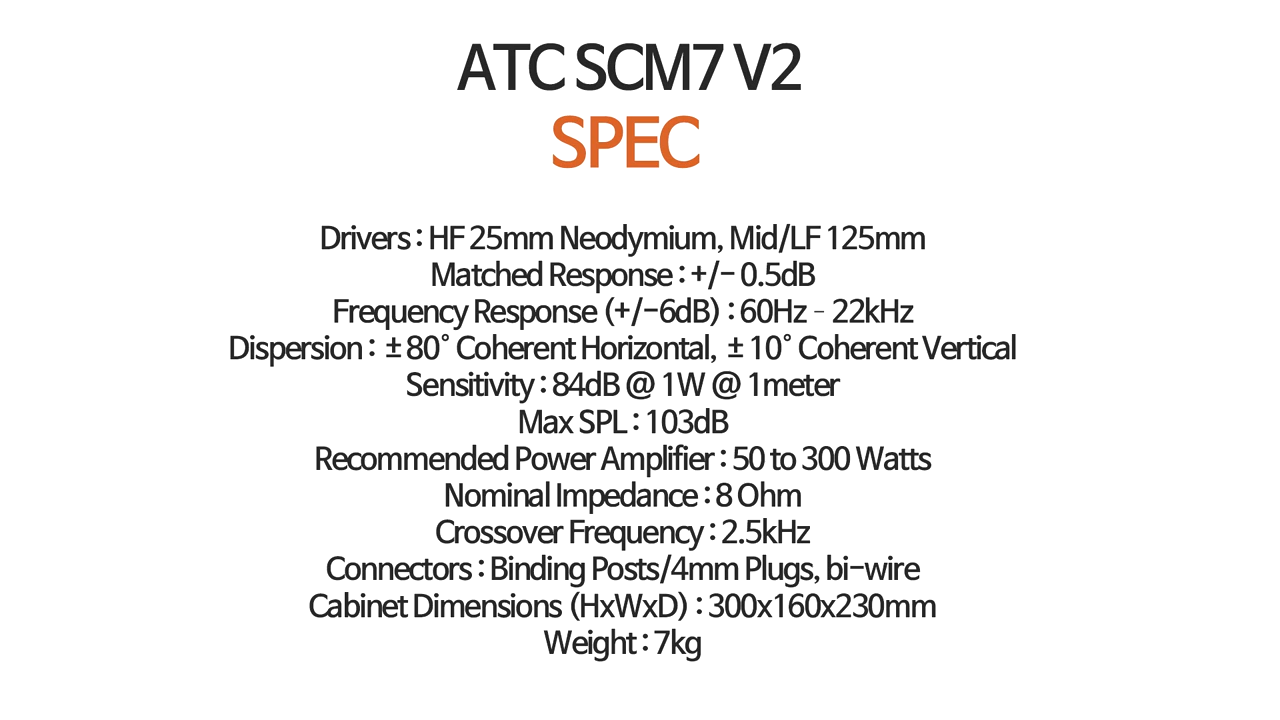 ATC SCM7 V2
SPEC
Drivers : HF 25mm Neodymium, Mid/LF 125mm
Matched Response : +/- 0.5dB
Frequency Response (+/-6dB) : 60Hz - 22kHz
Dispersion : ±80° Coherent Horizontal, ±10° Coherent Vertical
Sensitivity : 84dB @ 1W @ 1meter
Max SPL : 103dB
Recommended Power Amplifier : 50 to 300 Watts
Nominal Impedance : 8 Ohm
Crossover Frequency : 2.5kHz
Connectors : Binding Posts/4mm Plugs, bi-wire
Cabinet Dimensions (HxWxD) : 300x160x230mm
Weight : 7kg